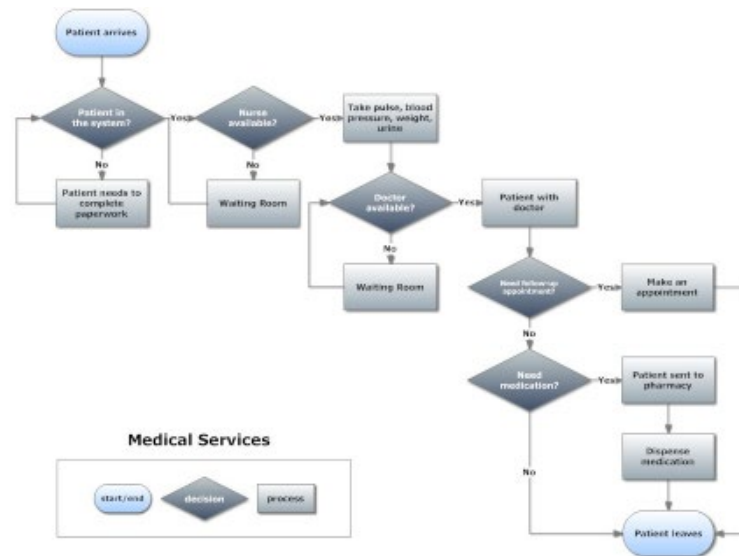 Patient arrives
Patient in
the system?
Yes
Nurse
available?
Yes
Take pulse, blood
pressure, weight,
urine
No
Patient needs to
complete
paperwork
No
Waiting Room
Doctor
available?
Yes
Patient with
doctor
No
Waiting Room
Need follow-up
appointment?
Yes
Make an
appointment
No
Need
medication?
Yes
Patient sent to
pharmacy
Dispense
medication
No
Patient leaves
Medical Services
start/end
decision
process